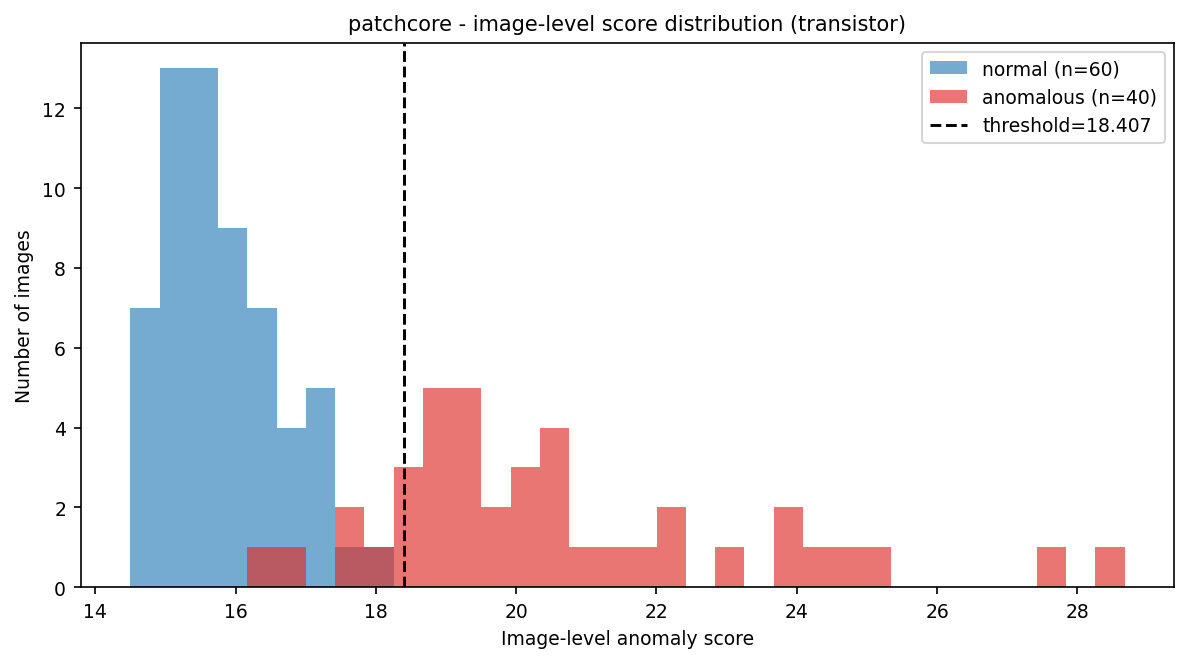 patchcore - image-level score distribution (transistor)
normal (n=60)
anomalous (n=40)
threshold=18.407
Number of images
12
10
8
6
4
2
0
14 16 18 20 22 24 26 28
Image-level anomaly score